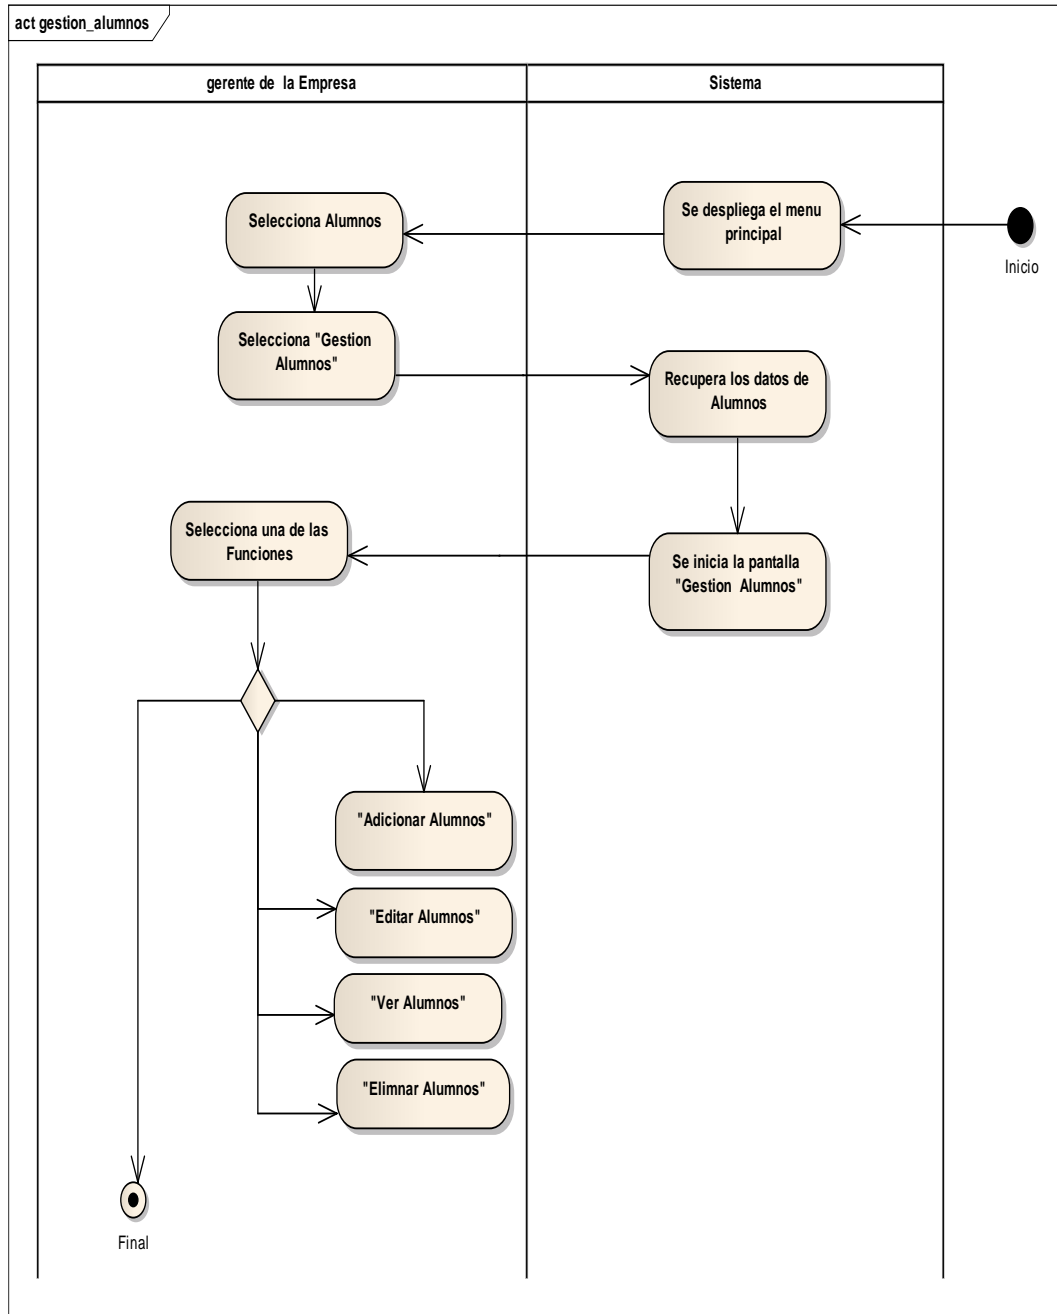 act gestion_alumnos
gerente de la Empresa
Sistema
Selecciona Alumnos
Se despliega el menu
principal
Inicio
Selecciona "Gestion
Alumnos"
Recupera los datos de
Alumnos
Selecciona una de las
Funciones
Se inicia la pantalla
"Gestion Alumnos"
"Adicionar Alumnos"
"Editar Alumnos"
"Ver Alumnos"
"Elimnar Alumnos"
Final